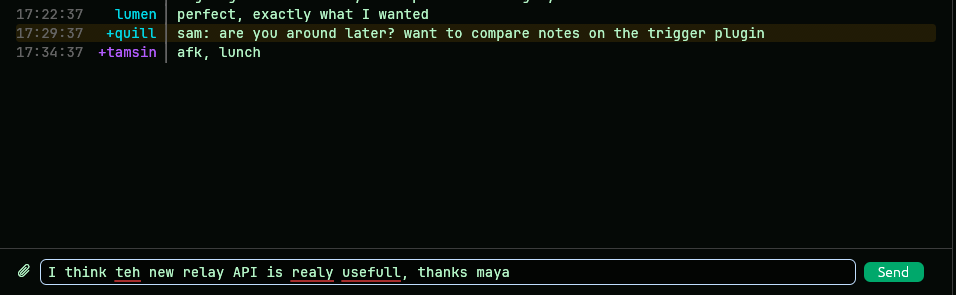 17:22:37 lumen perfect, exactly what I wanted
17:29:37 +quill sam: are you around later? want to compare notes on the trigger plugin
17:34:37 +tamsin afk, lunch
I think teh new relay API is realy usefull, thanks maya Send